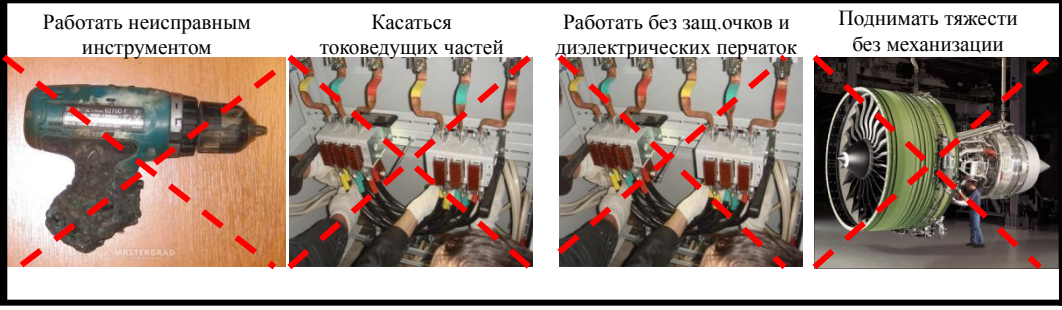 Работать неисправным
инструментом
Касаться
токоведущих частей
Работать без защ.очков и
диэлектрических перчаток
Поднимать тяжести
без механизации
MASTERGRAD